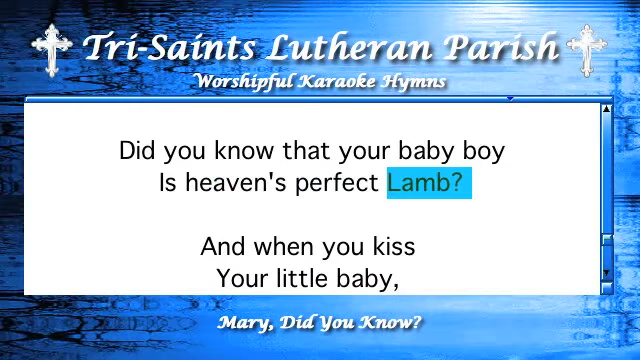 Tri-Saints Lutheran Parish
Worshipful Karaoke Hymns
Did you know that your baby boy
Is heaven's perfect Lamb?
And when you kiss
Your little baby,
Mary, Did You Know?